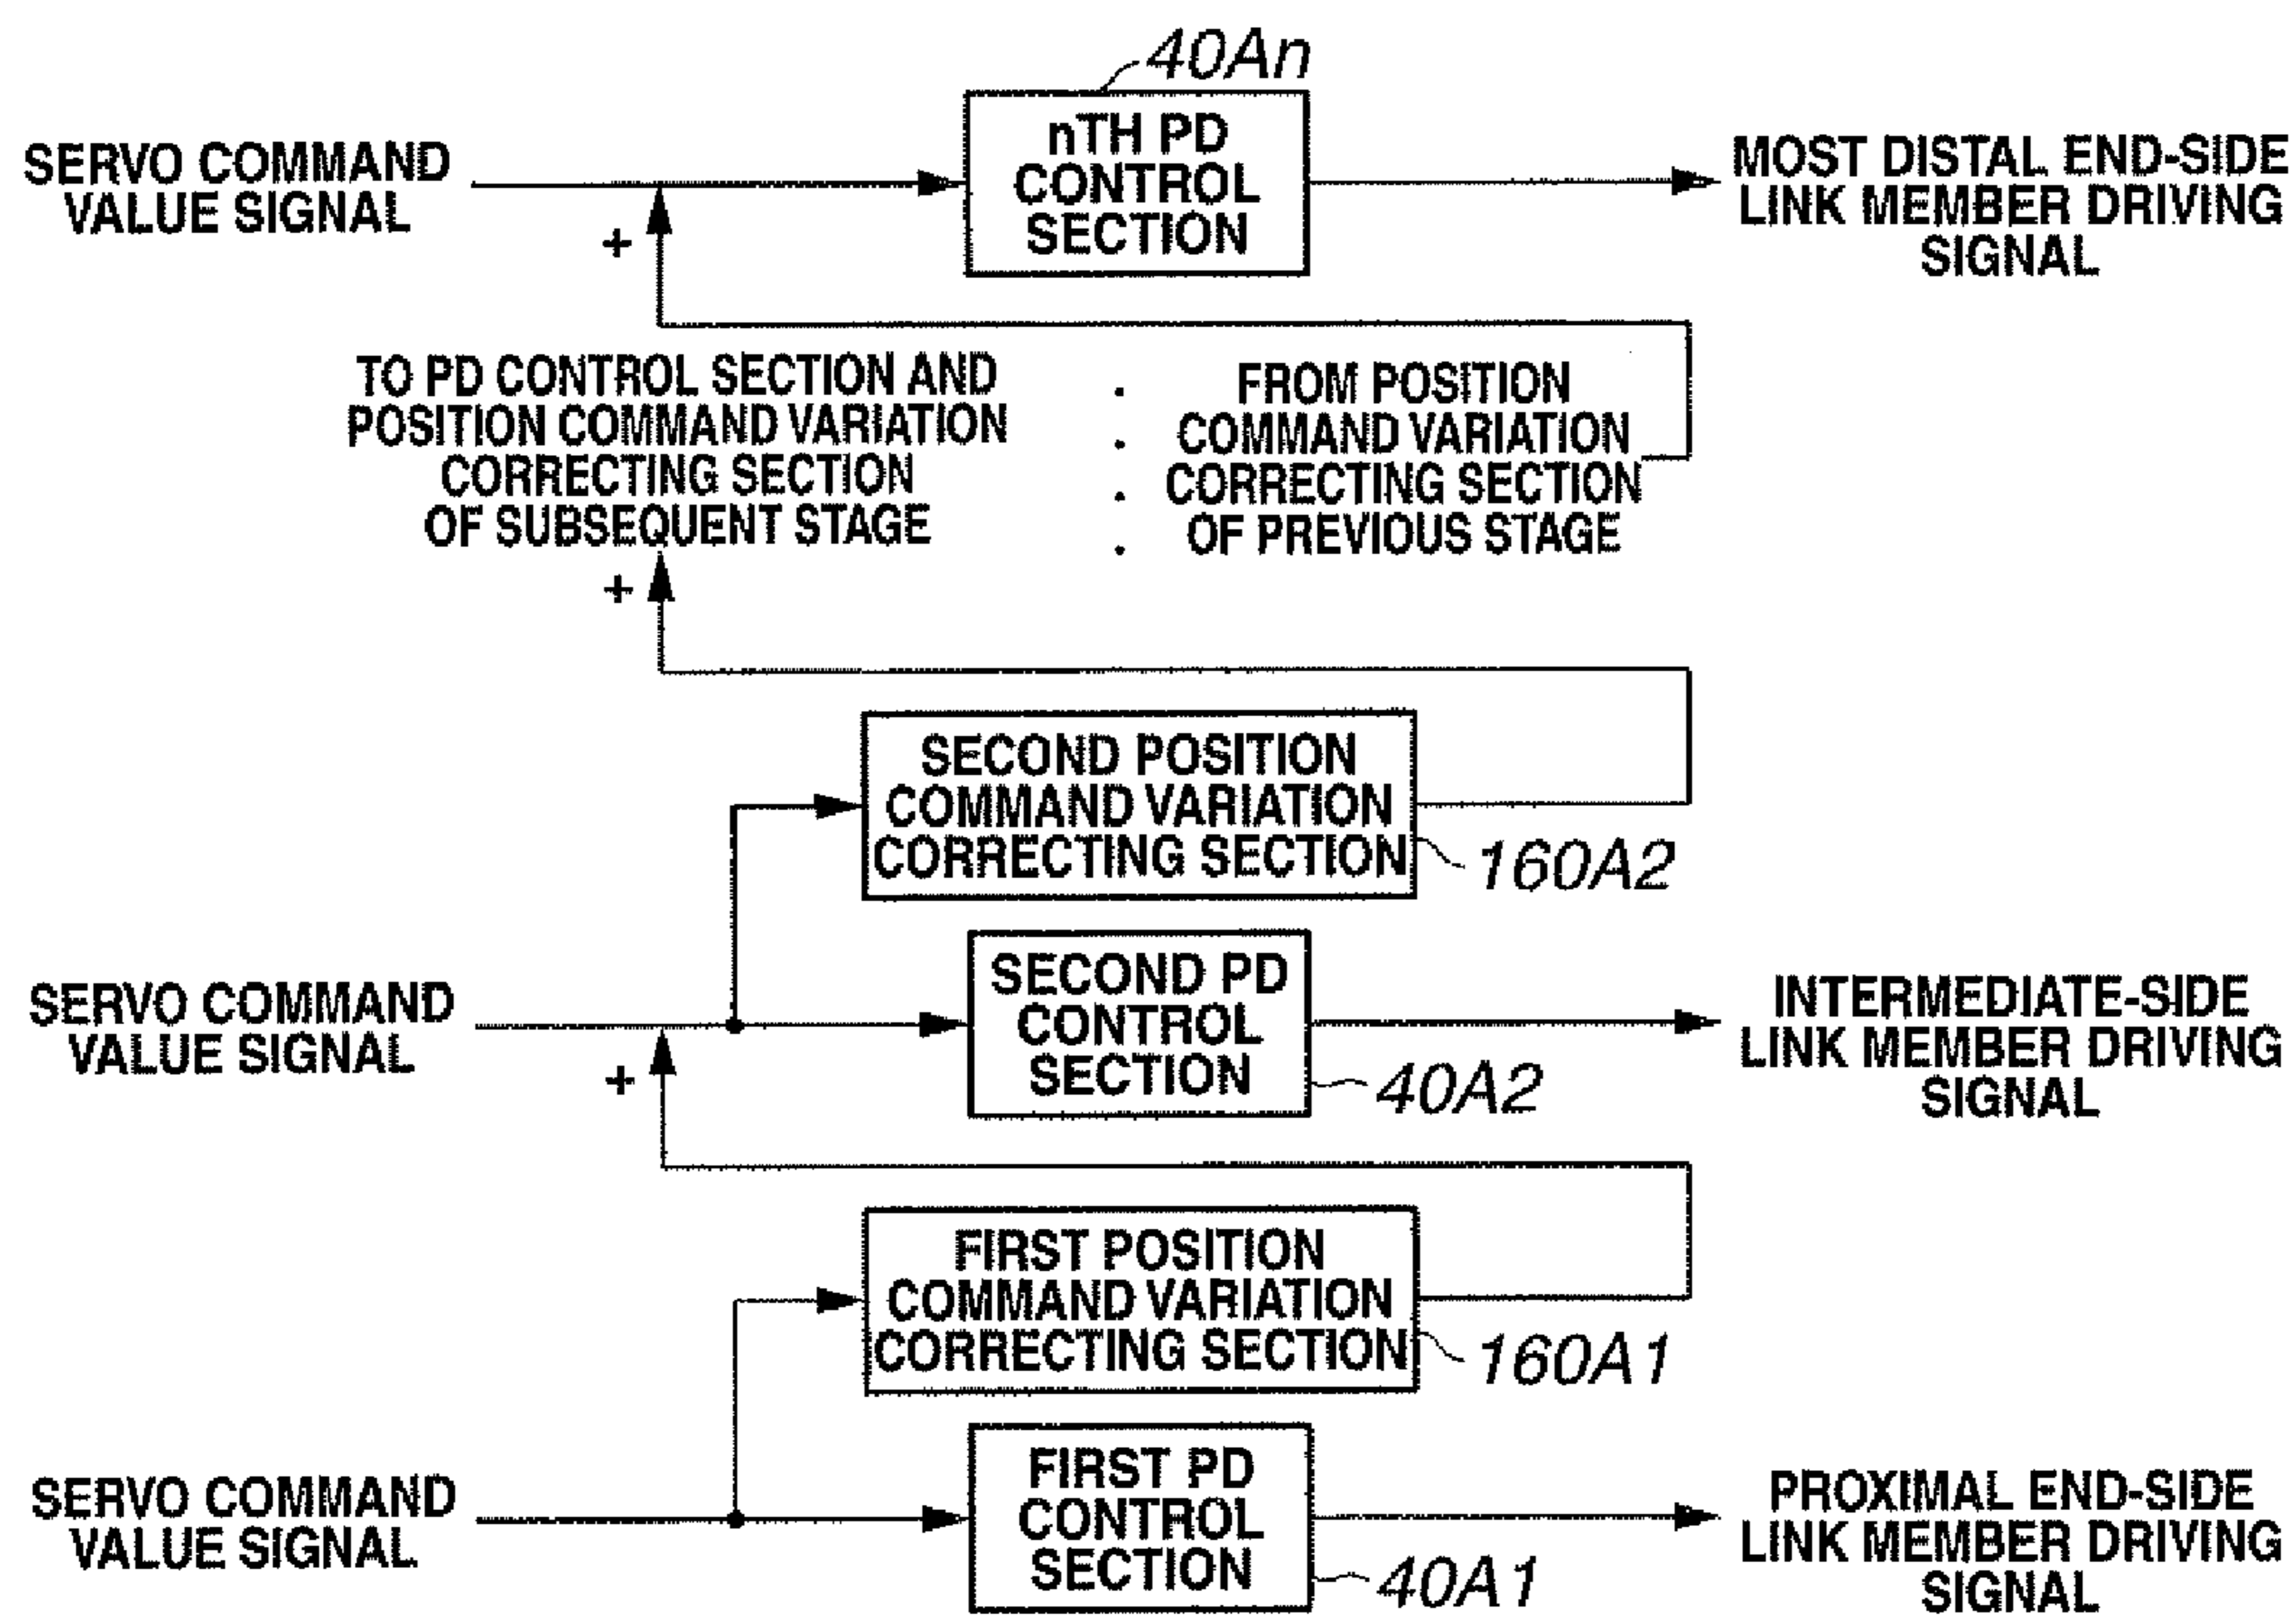 40An
SERVO COMMAND
VALUE SIGNAL
nTH PD
CONTROL
SECTION
MOST DISTAL END-SIDE
LINK MEMBER DRIVING
SIGNAL
+
TO PD CONTROL SECTION AND
POSITION COMMAND VARIATION
CORRECTING SECTION
OF SUBSEQUENT STAGE
FROM POSITION
COMMAND VARIATION
CORRECTING SECTION
OF PREVIOUS STAGE
+
SECOND POSITION
COMMAND VARIATION
CORRECTING SECTION
160A2
SERVO COMMAND
VALUE SIGNAL
SECOND PD
CONTROL
SECTION
40A2
INTERMEDIATE-SIDE
LINK MEMBER DRIVING
SIGNAL
+
FIRST POSITION
COMMAND VARIATION
CORRECTING SECTION
160A1
SERVO COMMAND
VALUE SIGNAL
FIRST PD
CONTROL
SECTION
40A1
PROXIMAL END-SIDE
LINK MEMBER DRIVING
SIGNAL